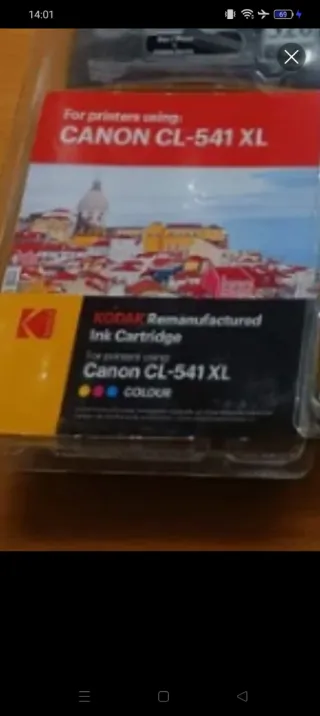 14:01
69
For printers using:
CANON CL-541 XL
KODAK Remanufactured
Ink Cartridge
For printers using:
Canon CL-541 XL
COLOUR